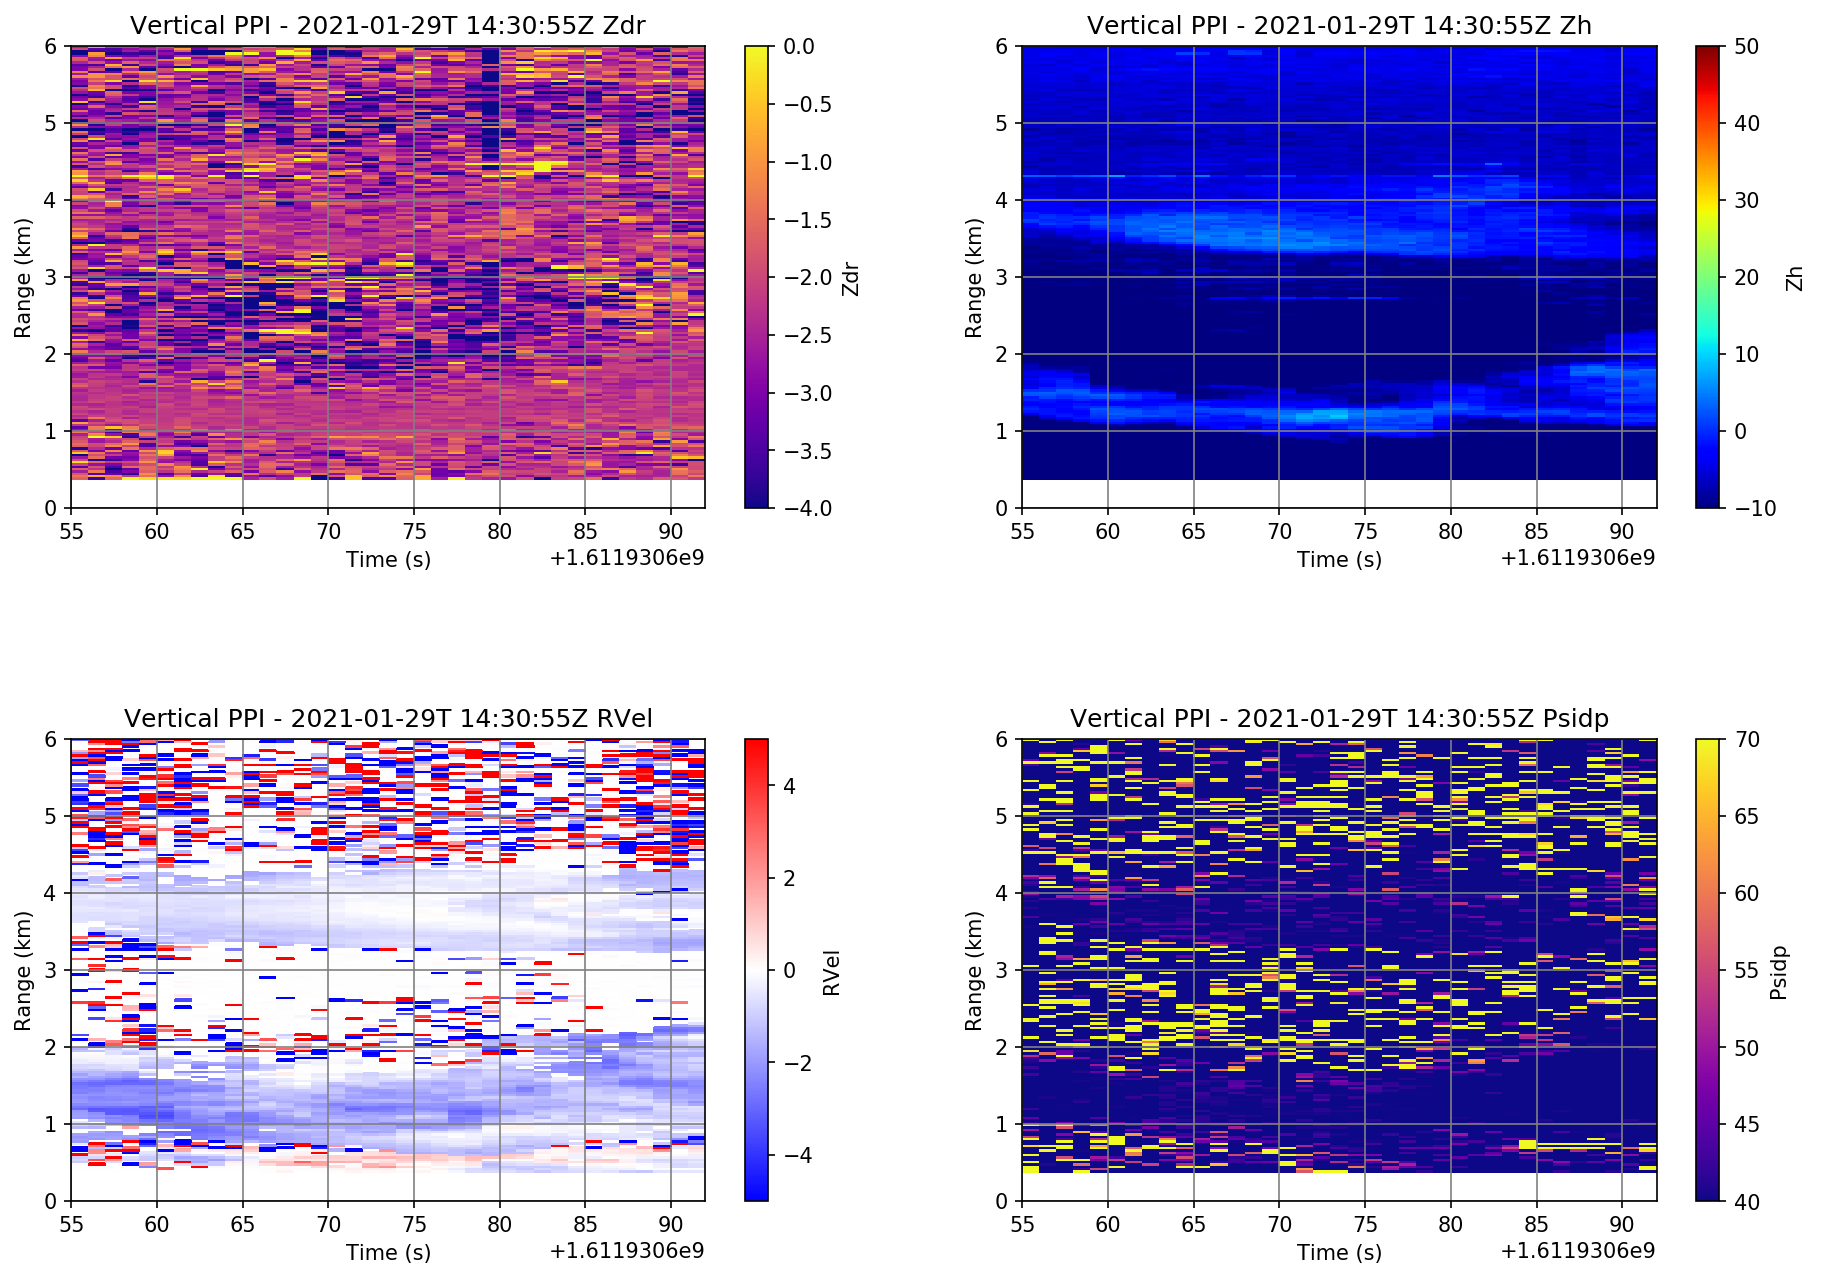 Vertical PPI - 2021-01-29T 14:30:55Z Zdr
6
5
4
3
2
1
0
Range (km)
55 60 65 70 75 80 85 90
Time (s)
+1.6119306e9
0.0
−0.5
−1.0
−1.5
−2.0
−2.5
−3.0
−3.5
−4.0
Zdr
Vertical PPI - 2021-01-29T 14:30:55Z Zh
6
5
4
3
2
1
0
Range (km)
55 60 65 70 75 80 85 90
Time (s)
+1.6119306e9
50
40
30
20
10
0
−10
Zh
Vertical PPI - 2021-01-29T 14:30:55Z RVel
6
5
4
3
2
1
0
Range (km)
55 60 65 70 75 80 85 90
Time (s)
+1.6119306e9
4
2
0
−2
−4
RVel
Vertical PPI - 2021-01-29T 14:30:55Z Psidp
6
5
4
3
2
1
0
Range (km)
55 60 65 70 75 80 85 90
Time (s)
+1.6119306e9
70
65
60
55
50
45
40
Psidp